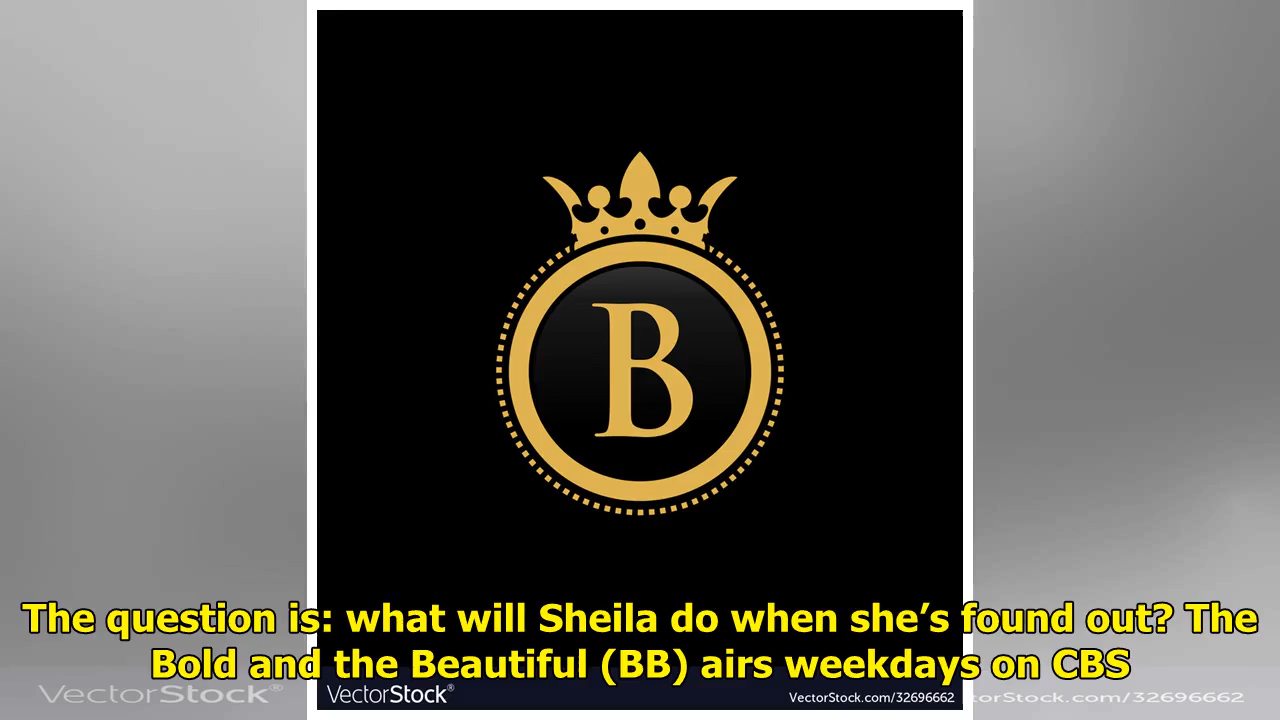 B
The question is: what will Sheila do when she’s found out? The
Bold and the Beautiful (BB) airs weekdays on CBS
VectorStock®
VectorStock®
VectorStock.com/32696662
torStock.com/32696662